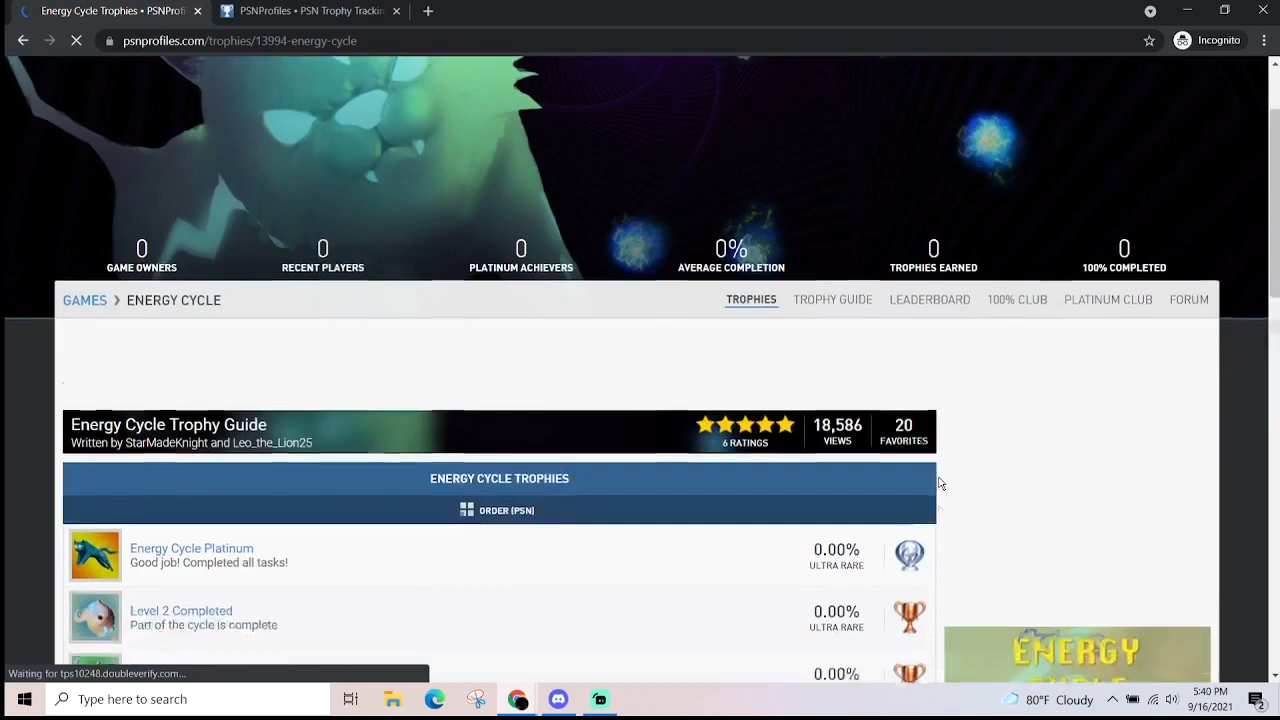 Energy Cycle Trophies • PSNProfi
PSNProfiles • PSN Trophy Trackin
psnprofiles.com/trophies/13994-energy-cycle
Incognito
0 0 0 0% 0 0
GAME OWNERS RECENT PLAYERS PLATINUM ACHIEVERS AVERAGE COMPLETION TROPHIES EARNED 100% COMPLETED
GAMES > ENERGY CYCLE TROPHIES TROPHY GUIDE LEADERBOARD 100% CLUB PLATINUM CLUB FORUM
Energy Cycle Trophy Guide 18,586 20
Written by StarMadeKnight and Leo_the_Lion25 6 RATINGS VIEWS FAVORITES
ENERGY CYCLE TROPHIES
ORDER (PSN)
Energy Cycle Platinum 0.00%
Good job! Completed all tasks! ULTRA RARE
Level 2 Completed 0.00%
Part of the cycle is complete ULTRA RARE
ENERGY
0.00%
Waiting for tps10248.doubleverify.com...
Type here to search 80°F Cloudy 5:40 PM
9/16/2021
2